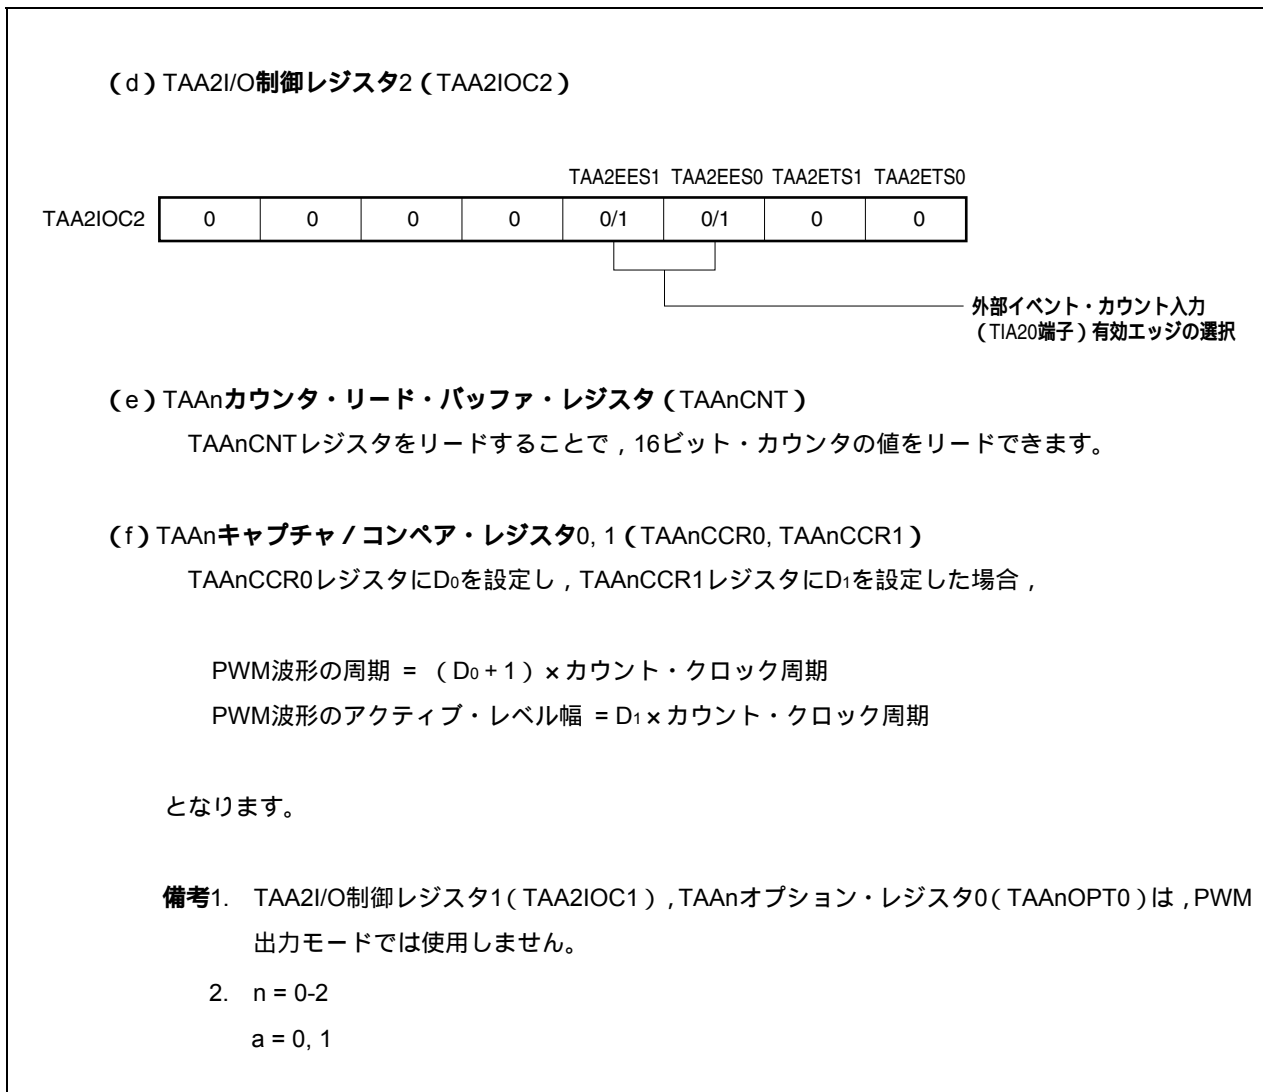 （d）TAA2I/O制御レジスタ2（TAA2IOC2）
TAA2EES1 TAA2EES0 TAA2ETS1 TAA2ETS0
TAA2IOC2 0 0 0 0 0/1 0/1 0 0
外部イベント・カウント入力
（TIA20端子）有効エッジの選択
（e）TAAnカウンタ・リード・バッファ・レジスタ（TAAnCNT）
TAAnCNTレジスタをリードすることで，16ビット・カウンタの値をリードできます。
（f）TAAnキャプチャ／コンペア・レジスタ0, 1（TAAnCCR0, TAAnCCR1）
TAAnCCR0レジスタにD0を設定し，TAAnCCR1レジスタにD1を設定した場合，
PWM波形の周期 = （D0 + 1）×カウント・クロック周期
PWM波形のアクティブ・レベル幅 = D1×カウント・クロック周期
となります。
備考1. TAA2I/O制御レジスタ1（TAA2IOC1），TAAnオプション・レジスタ0（TAAnOPT0）は，PWM
出力モードでは使用しません。
2. n = 0-2
a = 0, 1